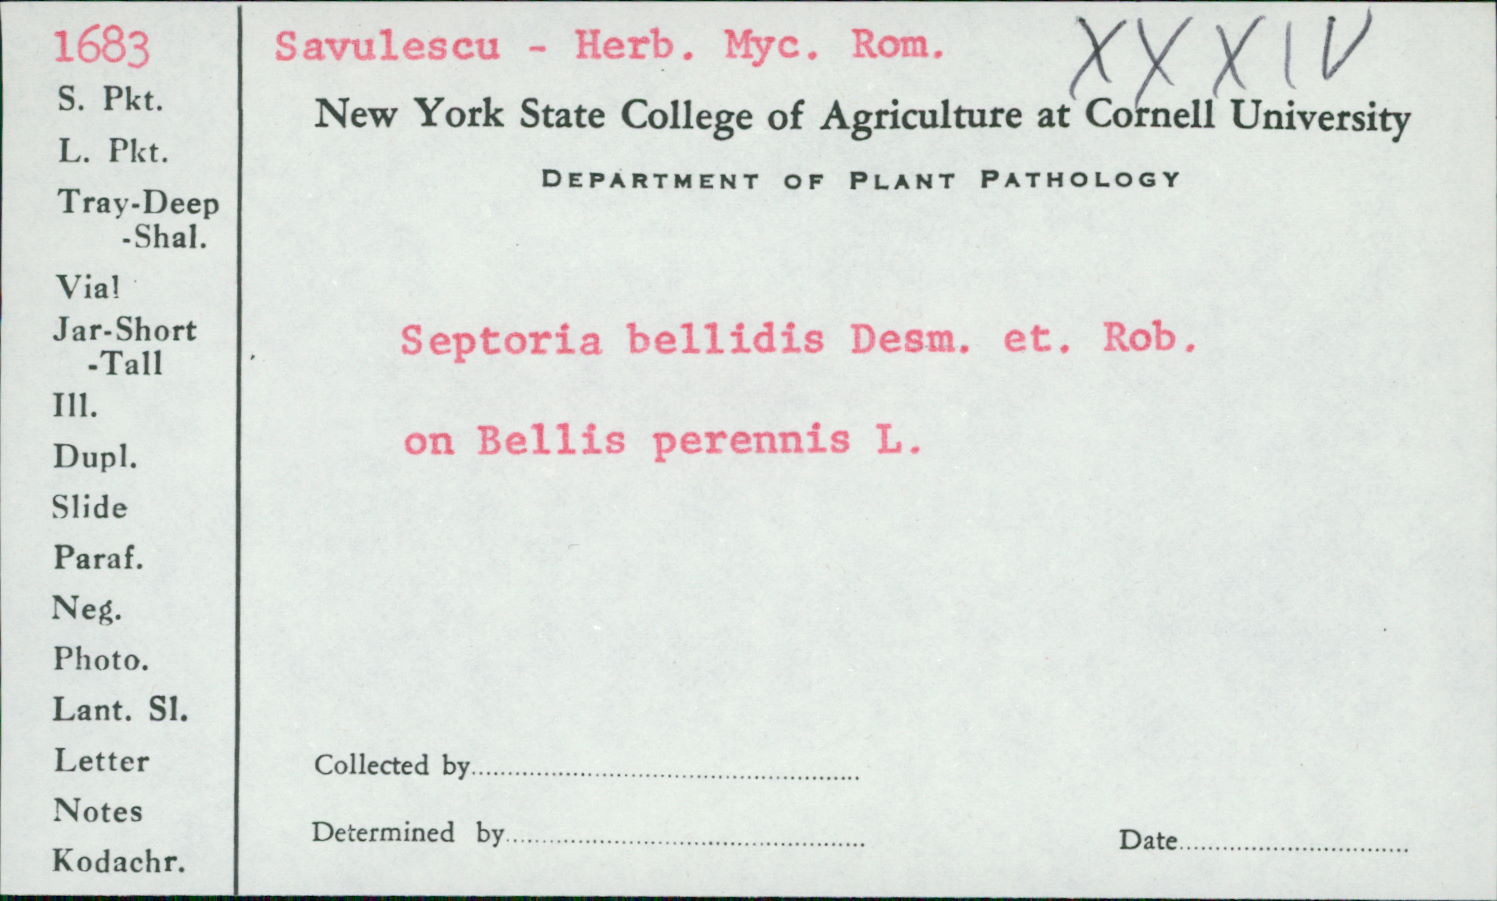 1683
S. Pkt.
L. Pkt.
Tray-Deep
-Shal.
Vial
Jar-Short
-Tall
Ill.
Dupl.
Slide
Paraf.
Neg.
Photo.
Lant. Sl.
Letter
Notes
Kodachr.
Savulescu - Herb. Myc. Rom. XXXIV
New York State College of Agriculture at Cornell University
DEPARTMENT OF PLANT PATHOLOGY
Septoria bellidis Desm. et. Rob.
on Bellis perennis L.
Collected by
Determined by
Date